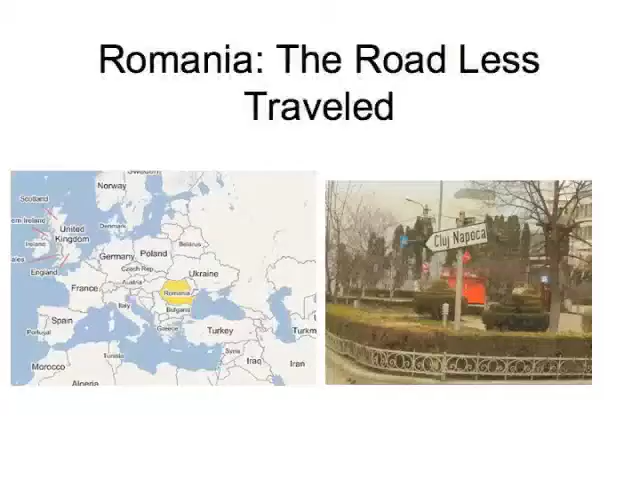 Romania: The Road Less
Traveled
Norway
Scotland
United
Kingdom
Ireland
England
Denmark
Germany
Poland
Belarus
Czech Rep
Ukraine
France
Austria
Romania
Italy
Bulgaria
Spain
Portugal
Greece
Turkey
Turkm
Tunisia
Syria
Iraq
Iran
Morocco
Algeria
Cluj Napoca